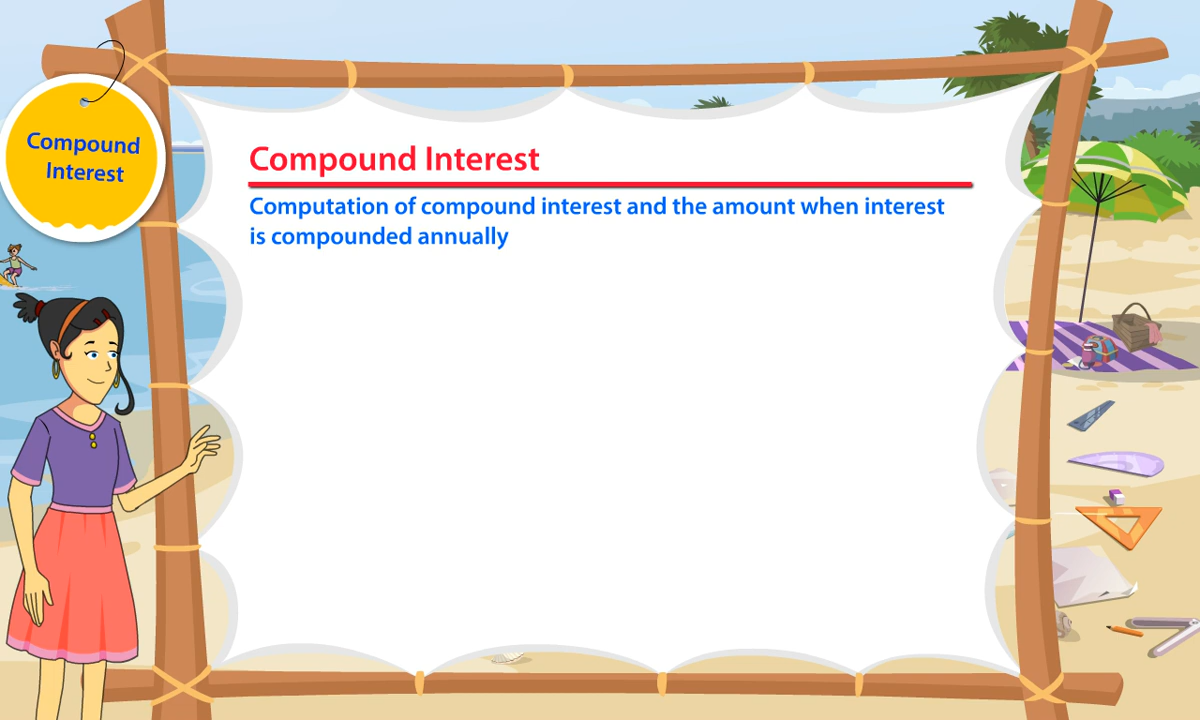 Compound
Interest
Compound Interest
Computation of compound interest and the amount when interest
is compounded annually